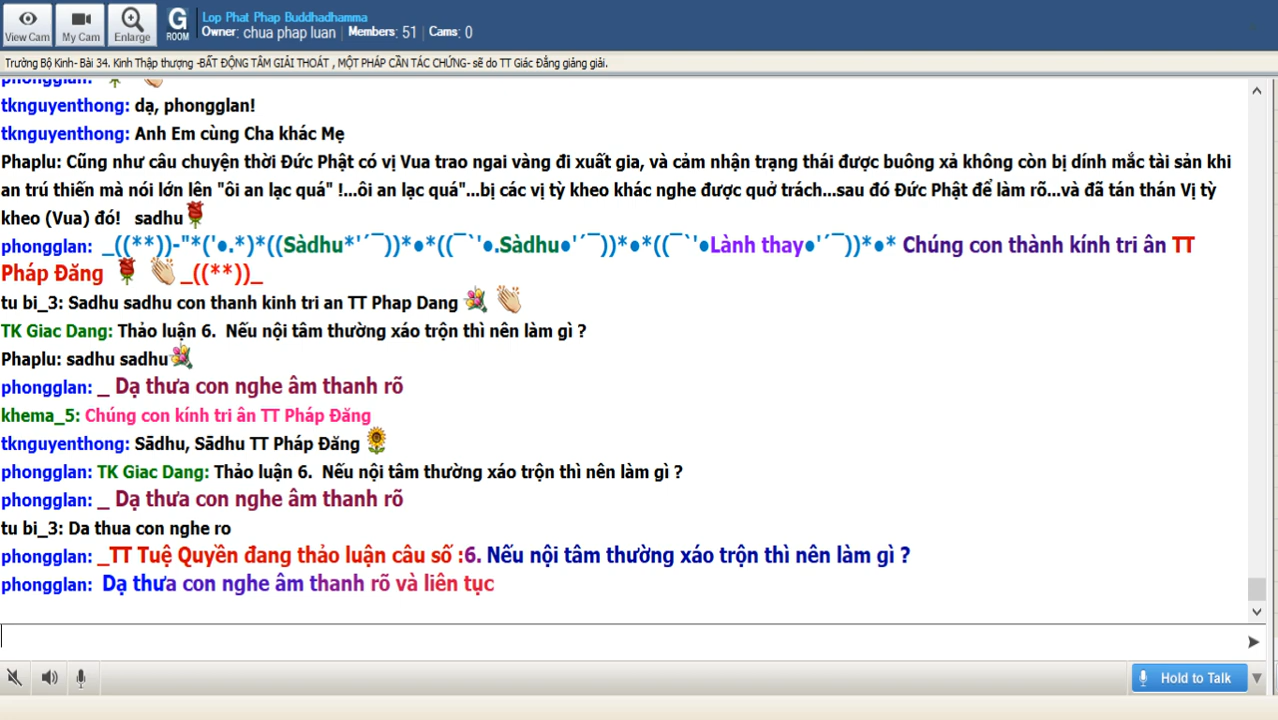 Lop Phat Phap Buddhadhamma
Owner: chua phap luan | Members: 51 | Cams: 0
View Cam
My Cam
Enlarge
G ROOM
Trường Bộ Kinh- Bài 34. Kinh Thập thượng -BẤT ĐỘNG TÂM GIẢI THOÁT , MỘT PHÁP CẦN TÁC CHỨNG- sẽ do TT Giác Đẳng giảng giải.
phongglan:
tknguyenthong: dạ, phongglan!
tknguyenthong: Anh Em cùng Cha khác Mẹ
Phaplu: Cũng như câu chuyện thời Đức Phật có vị Vua trao ngai vàng đi xuất gia, và cảm nhận trạng thái được buông xả không còn bị dính mắc tài sản khi
an trú thiến mà nói lớn lên "ôi an lạc quá" !...ôi an lạc quá"...bị các vị tỳ kheo khác nghe được quở trách...sau đó Đức Phật để làm rõ...và đã tán thán Vị tỳ
kheo (Vua) đó!   sadhu
phongglan: _((**))-"*('●.*)*((Sàdhu*'´¯))*●*((¯`'●.Sàdhu●'´¯))*●*((¯`'●Lành thay●'´¯))*●* Chúng con thành kính tri ân TT
Pháp Đăng _((**))_
tu bi_3: Sadhu sadhu con thanh kinh tri an TT Phap Dang
TK Giac Dang: Thảo luận 6.  Nếu nội tâm thường xáo trộn thì nên làm gì ?
Phaplu: sadhu sadhu
phongglan: _ Dạ thưa con nghe âm thanh rõ
khema_5: Chúng con kính tri ân TT Pháp Đăng
tknguyenthong: Sādhu, Sādhu TT Pháp Đăng
phongglan: TK Giac Dang: Thảo luận 6.  Nếu nội tâm thường xáo trộn thì nên làm gì ?
phongglan: _ Dạ thưa con nghe âm thanh rõ
tu bi_3: Da thua con nghe ro
phongglan: _TT Tuệ Quyền đang thảo luận câu số :6. Nếu nội tâm thường xáo trộn thì nên làm gì ?
phongglan:  Dạ thưa con nghe âm thanh rõ và liên tục
Hold to Talk